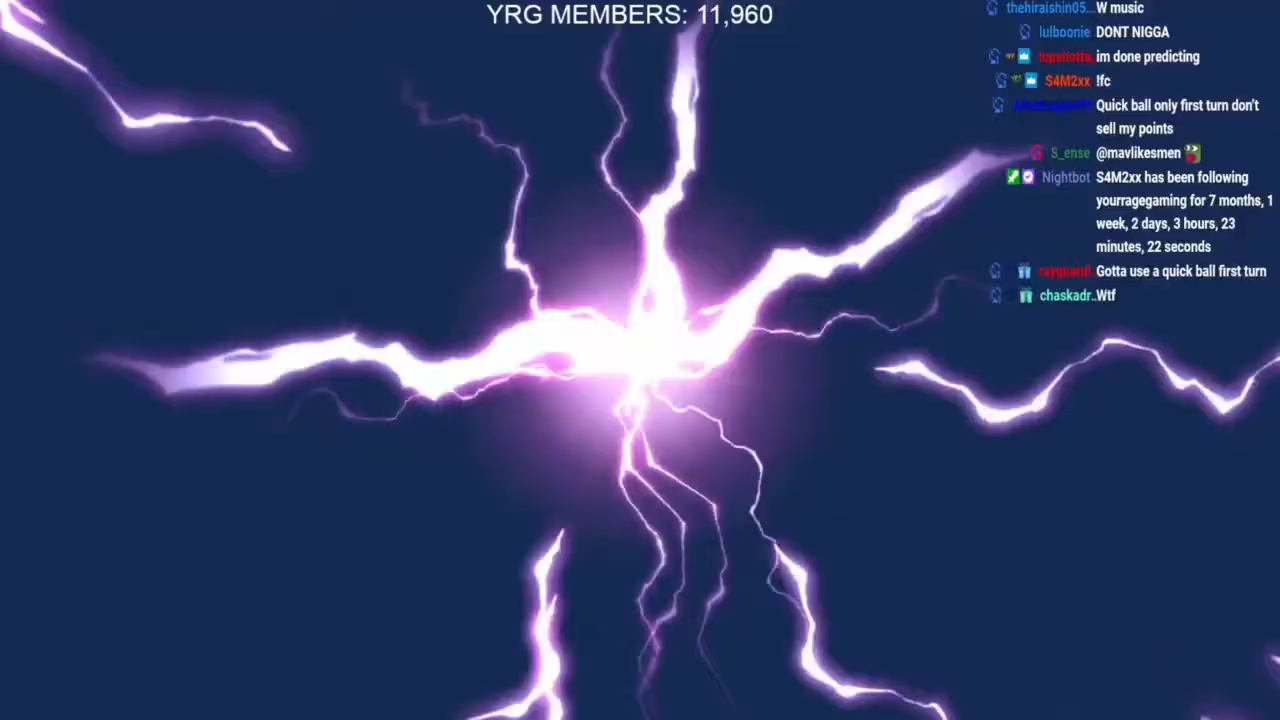 YRG MEMBERS: 11,960
thehiraishin05... W music
lulboonie DONT NIGGA
im done predicting
S4M2xx !fc
Quick ball only first turn don't
sell my points
S_ense @mavlikesmen
Nightbot S4M2xx has been following
yourragegaming for 7 months, 1
week, 2 days, 3 hours, 23
minutes, 22 seconds
Gotta use a quick ball first turn
chaskadr.. Wtf